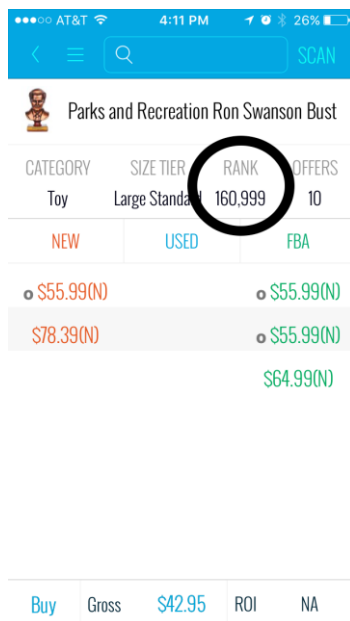 AT&T 4:11 PM 26%
SCAN
Parks and Recreation Ron Swanson Bust
CATEGORY SIZE TIER RANK OFFERS
Toy Large Standard 160,999 10
NEW USED FBA
o $55.99(N) o $55.99(N)
$78.39(N) o $55.99(N)
$64.99(N)
Buy Gross $42.95 ROI NA